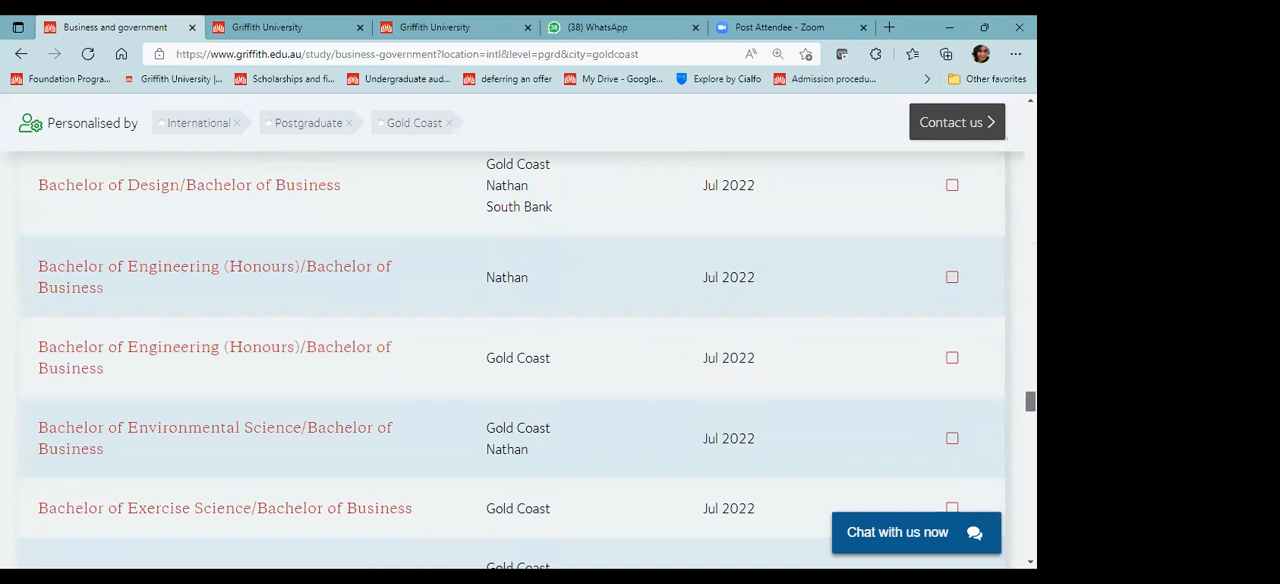 Business and government
Griffith University
Griffith University
(38) WhatsApp
Post Attendee - Zoom
https://www.griffith.edu.au/study/business-government?location=intl&level=pgrd&city=goldcoast
Foundation Progra...
Griffith University |...
Scholarships and fi...
Undergraduate aud...
deferring an offer
My Drive - Google...
Explore by Cialfo
Admission procedu...
Other favorites
Personalised by
International
Postgraduate
Gold Coast
Contact us
Gold Coast
Bachelor of Design/Bachelor of Business
Nathan
Jul 2022
South Bank
Bachelor of Engineering (Honours)/Bachelor of
Business
Nathan
Jul 2022
Bachelor of Engineering (Honours)/Bachelor of
Business
Gold Coast
Jul 2022
Bachelor of Environmental Science/Bachelor of
Business
Gold Coast
Nathan
Jul 2022
Bachelor of Exercise Science/Bachelor of Business
Gold Coast
Jul 2022
Chat with us now
Gold Coast